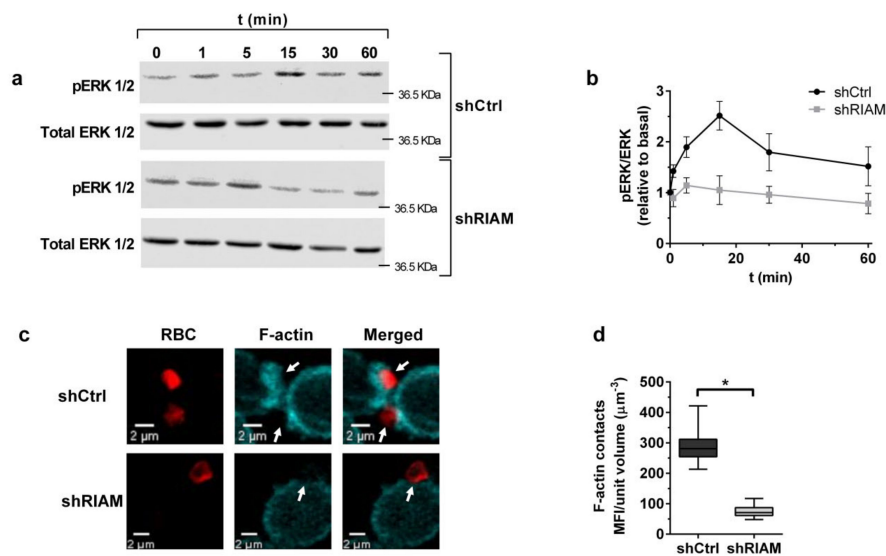 t (min)
a
0 1 5 15 30 60
pERK 1/2
36.5 KDa
Total ERK 1/2
36.5 KDa
shCtrl
pERK 1/2
36.5 KDa
Total ERK 1/2
36.5 KDa
shRIAM
b
shCtrl
shRIAM
pERK/ERK
(relative to basal)
3
2
1
0
0 20 40 60
t (min)
c
RBC F-actin Merged
shCtrl
2 µm 2 µm 2 µm
shRIAM
2 µm 2 µm 2 µm
d
*
F-actin contacts
MFI/unit volume (µm⁻³)
500
400
300
200
100
0
shCtrl shRIAM